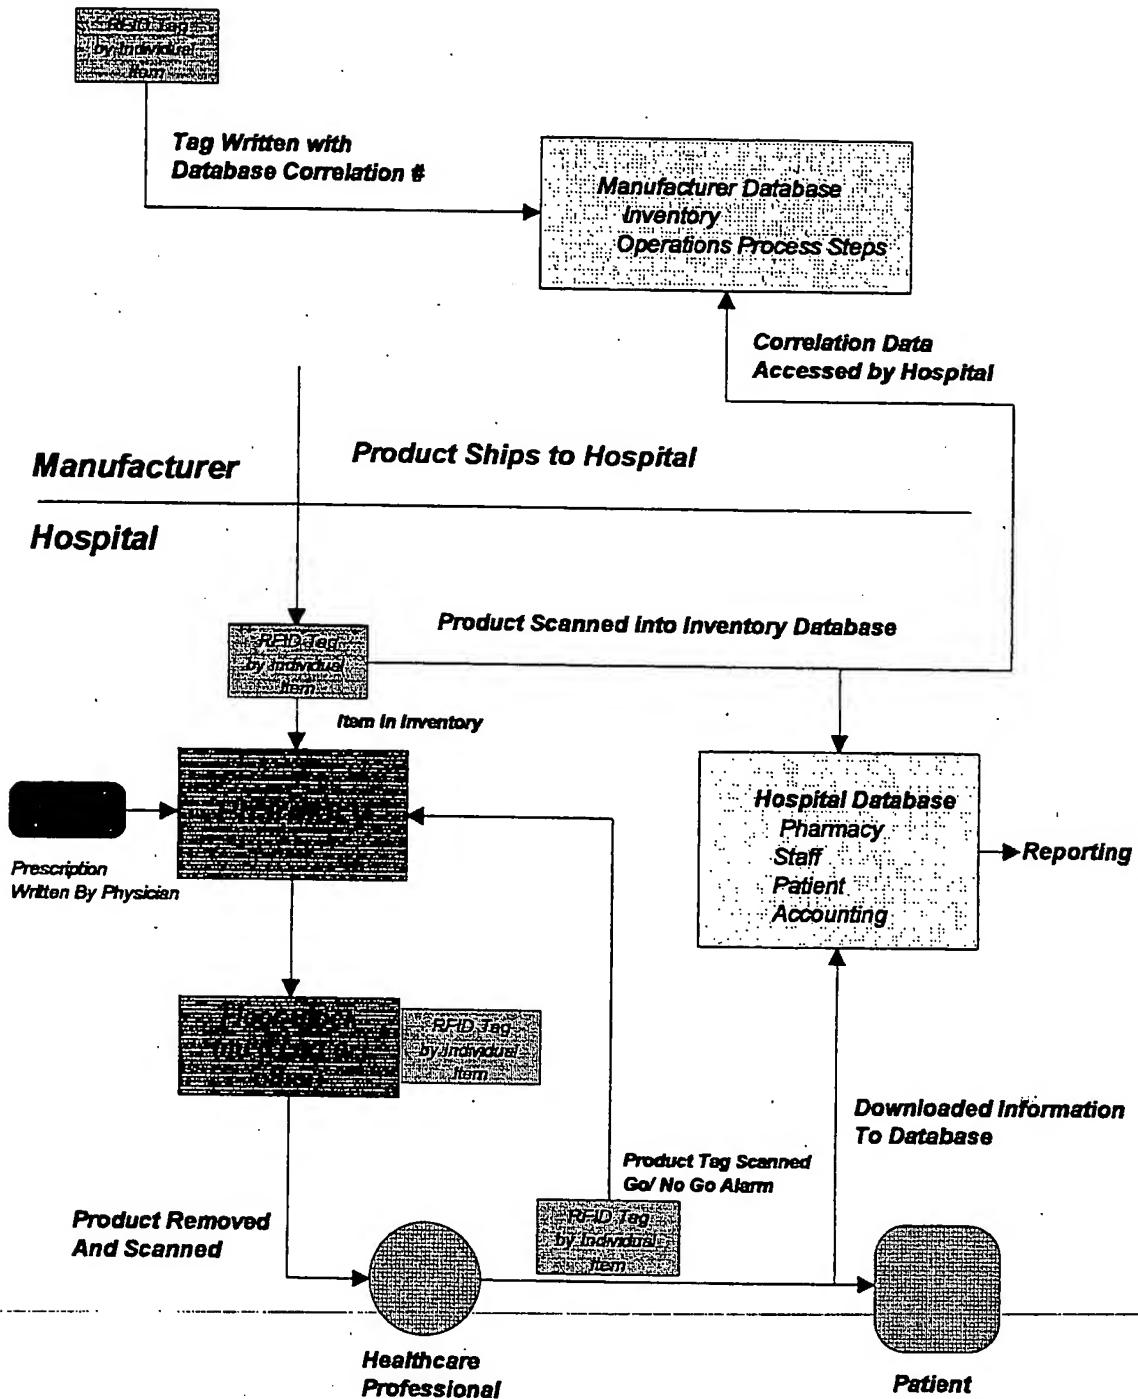 RFID Tag
by Individual
Item
Tag Written with
Database Correlation #
Manufacturer Database
Inventory
Operations Process Steps
Correlation Data
Accessed by Hospital
Manufacturer
Product Ships to Hospital
Hospital
Product Scanned into Inventory Database
RFID Tag
by Individual
Item
Item in Inventory
Pharmacy
Prescription
Written By Physician
Hospital Database
Pharmacy
Staff
Patient
Accounting
Reporting
RFID Tag
by Individual
Item
Downloaded Information
To Database
Product Tag Scanned
Go/ No Go Alarm
RFID Tag
by Individual
Item
Product Removed
And Scanned
Healthcare
Professional
Patient